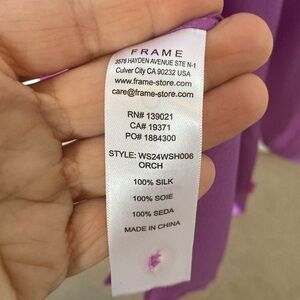 FRAME
3578 HAYDEN AVENUE STE N-1
Culver City CA 90232 USA
www.frame-store.com
care@frame-store.com
RN# 139021
CA# 19371
PO# 1884300
STYLE: WS24WSH006
ORCH
100% SILK
100% SOIE
100% SEDA
MADE IN CHINA